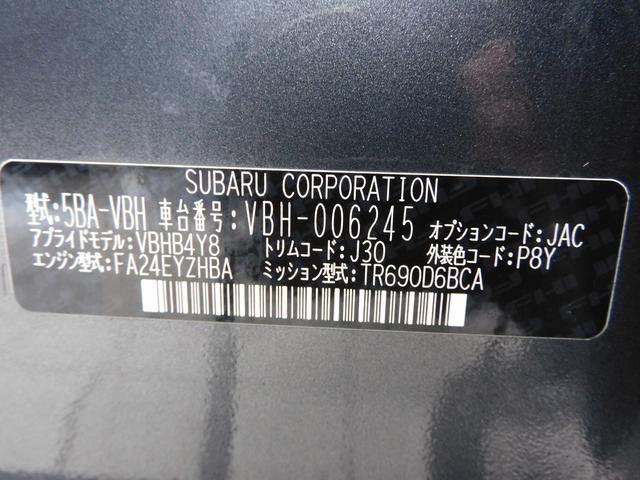 SUBARU CORPORATION
型式:5BA-VBH 車台番号:VBH-006245 オプションコード:JAC
アプライドモデル:VBHB4Y8 トリムコード:J30 外装色コード:P8Y
エンジン型式:FA24EYZHBA ミッション型式:TR690D6BCA